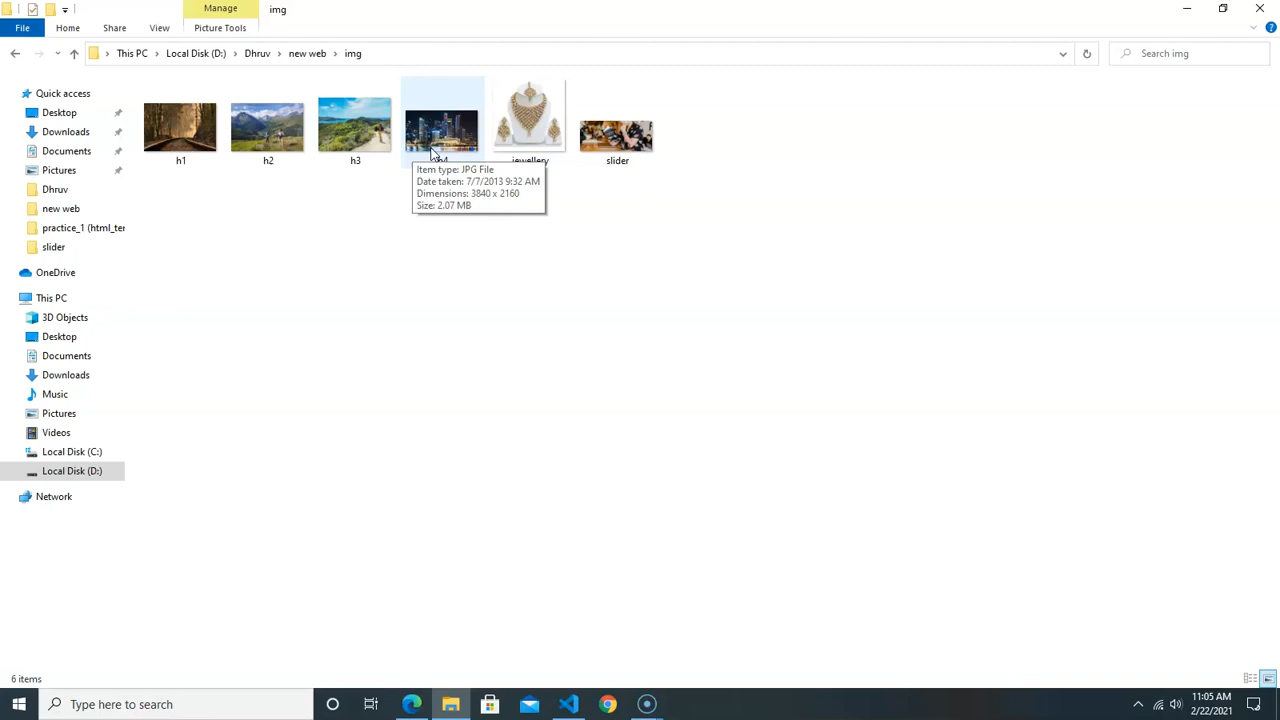 Manage
img
File
Home
Share
View
Picture Tools
This PC
Local Disk (D:)
Dhruv
new web
img
Search img
Quick access
Desktop
Downloads
Documents
Pictures
Dhruv
new web
practice_1 (html_ter
slider
OneDrive
This PC
3D Objects
Desktop
Documents
Downloads
Music
Pictures
Videos
Local Disk (C:)
Local Disk (D:)
Network
h1
h2
h3
jewellery
slider
Item type: JPG File
Date taken: 7/7/2013 9:32 AM
Dimensions: 3840 x 2160
Size: 2.07 MB
6 items
Type here to search
11:05 AM
2/22/2021